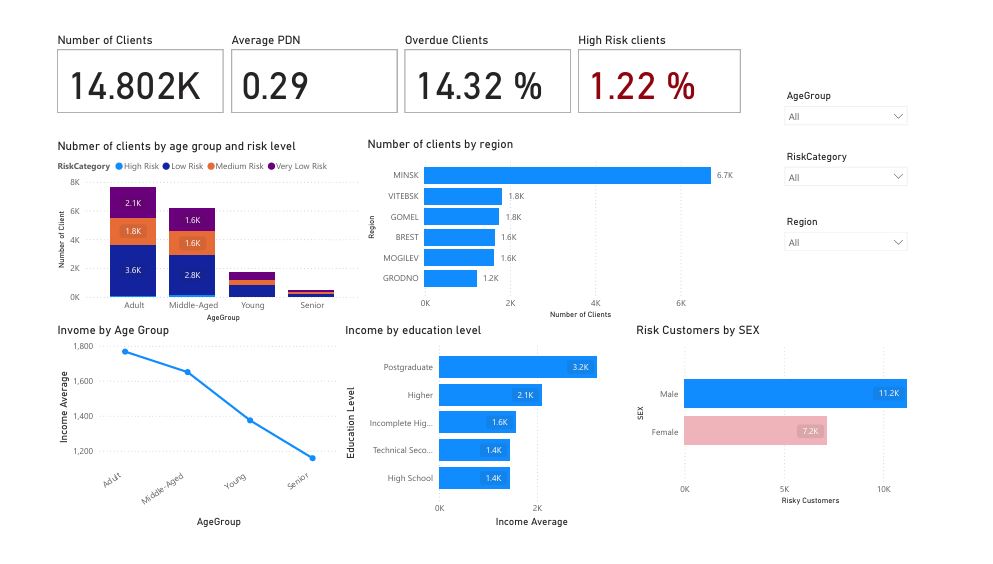 Number of Clients
14.802K
Average PDN
0.29
Overdue Clients
14.32 %
High Risk clients
1.22 %
AgeGroup
All
RiskCategory
All
Region
All
Nubmer of clients by age group and risk level
RiskCategory High Risk Low Risk Medium Risk Very Low Risk
Number of Client
8K
6K
4K
2K
0K
2.1K
1.8K
3.6K
1.6K
1.6K
2.8K
Adult Middle-Aged Young Senior
AgeGroup
Number of clients by region
Region
MINSK 6.7K
VITEBSK 1.8K
GOMEL 1.8K
BREST 1.6K
MOGILEV 1.6K
GRODNO 1.2K
0K 2K 4K 6K
Number of Clients
Invome by Age Group
Income Average
1,800
1,600
1,400
1,200
Adult Middle-Aged Young Senior
AgeGroup
Income by education level
Education Level
Postgraduate 3.2K
Higher 2.1K
Incomplete Hig... 1.6K
Technical Seco... 1.4K
High School 1.4K
0K 2K
Income Average
Risk Customers by SEX
SEX
Male 11.2K
Female 7.2K
0K 5K 10K
Risky Customers